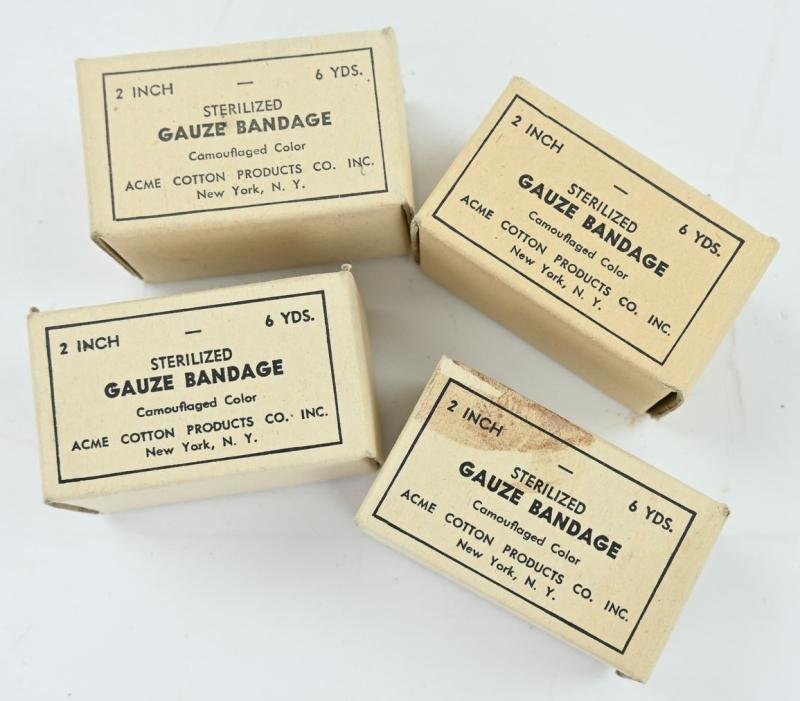 2 INCH — 6 YDS.
STERILIZED
GAUZE BANDAGE
Camouflaged Color
ACME COTTON PRODUCTS CO. INC.
New York, N. Y.
2 INCH — 6 YDS.
STERILIZED
GAUZE BANDAGE
Camouflaged Color
ACME COTTON PRODUCTS CO. INC.
New York, N. Y.
2 INCH — 6 YDS.
STERILIZED
GAUZE BANDAGE
Camouflaged Color
ACME COTTON PRODUCTS CO. INC.
New York, N. Y.
2 INCH — 6 YDS.
STERILIZED
GAUZE BANDAGE
Camouflaged Color
ACME COTTON PRODUCTS CO. INC.
New York, N. Y.